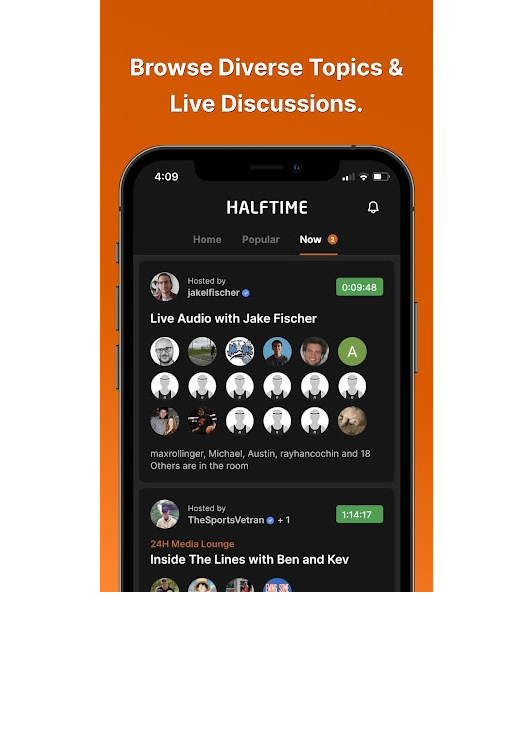 Browse Diverse Topics &
Live Discussions.
4:09
HALFTIME
Home Popular Now 2
Hosted by
jakelfischer
0:09:48
Live Audio with Jake Fischer
A
maxrollinger, Michael, Austin, rayhancochin and 18
Others are in the room
Hosted by
TheSportsVetran + 1
1:14:17
24H Media Lounge
Inside The Lines with Ben and Kev